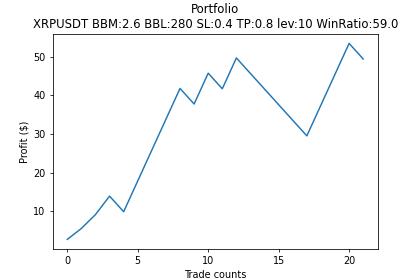 Portfolio
XRPUSDT BBM:2.6 BBL:280 SL:0.4 TP:0.8 lev:10 WinRatio:59.0
50
40
30
20
10
Profit ($)
0 5 10 15 20
Trade counts